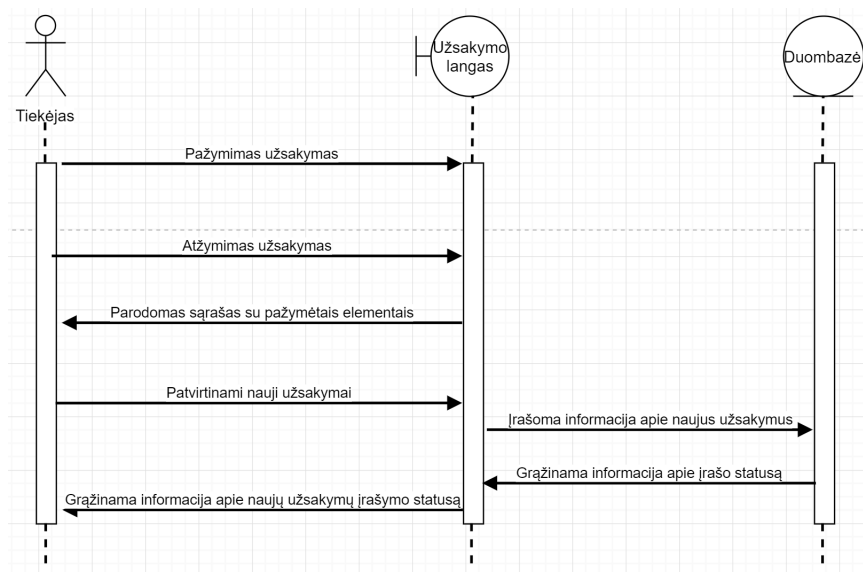 Užsakymo
langas
Duombazė
Tiekėjas
Pažymimas užsakymas
Atžymimas užsakymas
Parodomas sąrašas su pažymėtais elementais
Patvirtinami nauji užsakymai
Įrašoma informacija apie naujus užsakymus
Grąžinama informacija apie įrašo statusą
Grąžinama informacija apie naujų užsakymų įrašymo statusą